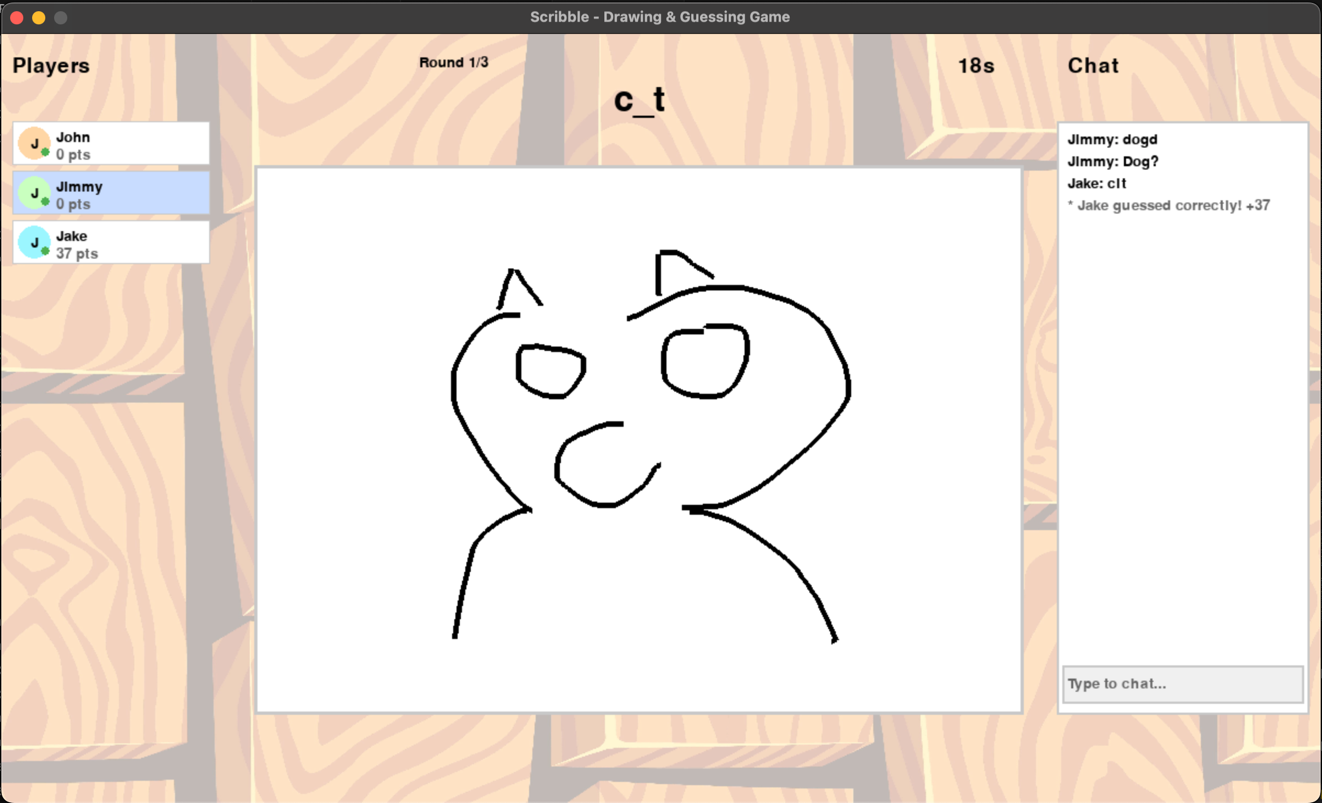 Scribble - Drawing & Guessing Game
Players
Round 1/3
18s
Chat
c_t
J
John
0 pts
J
Jimmy
0 pts
J
Jake
37 pts
Jimmy: dogd
Jimmy: Dog?
Jake: cit
* Jake guessed correctly! +37
Type to chat...